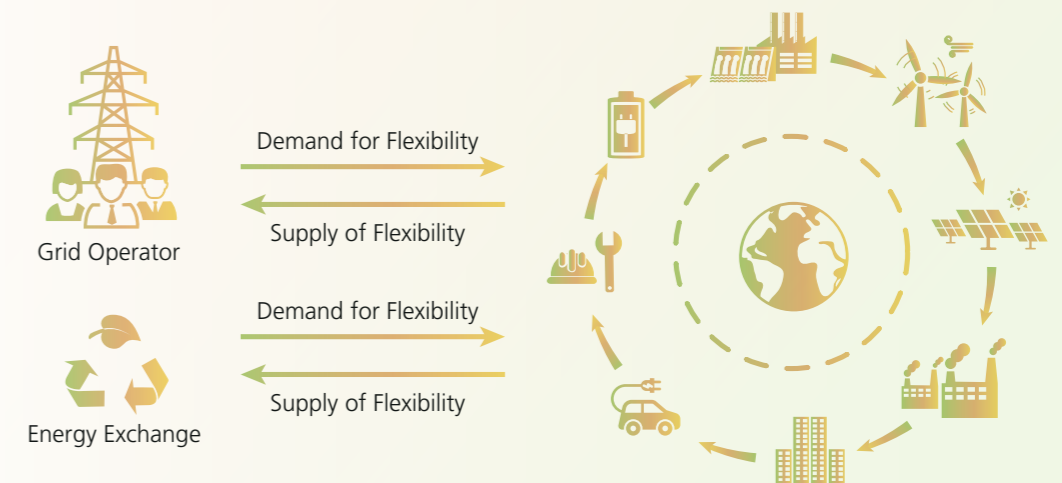 Demand for Flexibility
Supply of Flexibility
Grid Operator
Demand for Flexibility
Supply of Flexibility
Energy Exchange